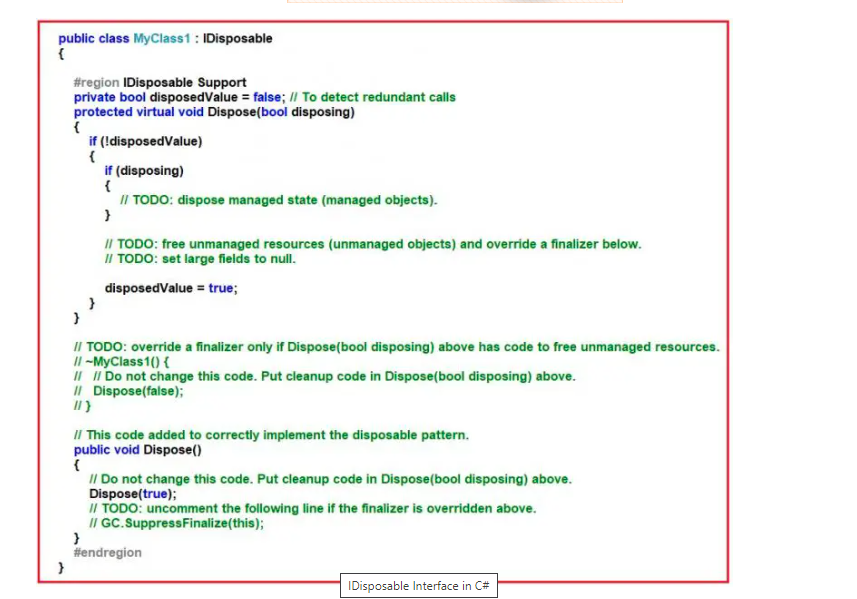 public class MyClass1 : IDisposable
{
#region IDisposable Support
private bool disposedValue = false; // To detect redundant calls
protected virtual void Dispose(bool disposing)
{
if (!disposedValue)
{
if (disposing)
{
// TODO: dispose managed state (managed objects).
}
// TODO: free unmanaged resources (unmanaged objects) and override a finalizer below.
// TODO: set large fields to null.
disposedValue = true;
}
}
// TODO: override a finalizer only if Dispose(bool disposing) above has code to free unmanaged resources.
// ~MyClass1() {
// // Do not change this code. Put cleanup code in Dispose(bool disposing) above.
// Dispose(false);
// }
// This code added to correctly implement the disposable pattern.
public void Dispose()
{
// Do not change this code. Put cleanup code in Dispose(bool disposing) above.
Dispose(true);
// TODO: uncomment the following line if the finalizer is overridden above.
// GC.SuppressFinalize(this);
}
#endregion
}
IDisposable Interface in C#